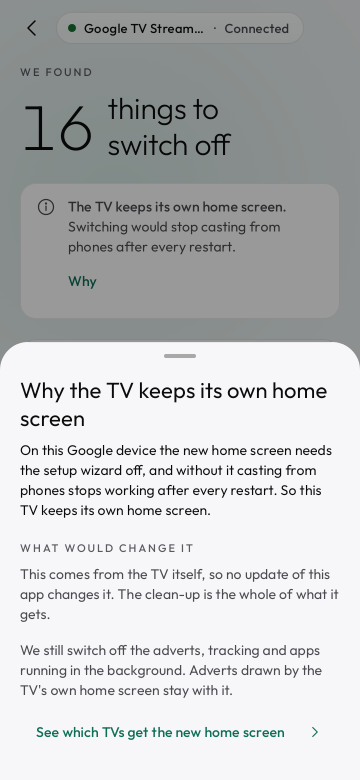 Google TV Stream... · Connected
WE FOUND
16 things to
switch off
The TV keeps its own home screen.
Switching would stop casting from
phones after every restart.
Why
Why the TV keeps its own home
screen
On this Google device the new home screen needs
the setup wizard off, and without it casting from
phones stops working after every restart. So this
TV keeps its own home screen.
WHAT WOULD CHANGE IT
This comes from the TV itself, so no update of this
app changes it. The clean-up is the whole of what it
gets.
We still switch off the adverts, tracking and apps
running in the background. Adverts drawn by the
TV's own home screen stay with it.
See which TVs get the new home screen